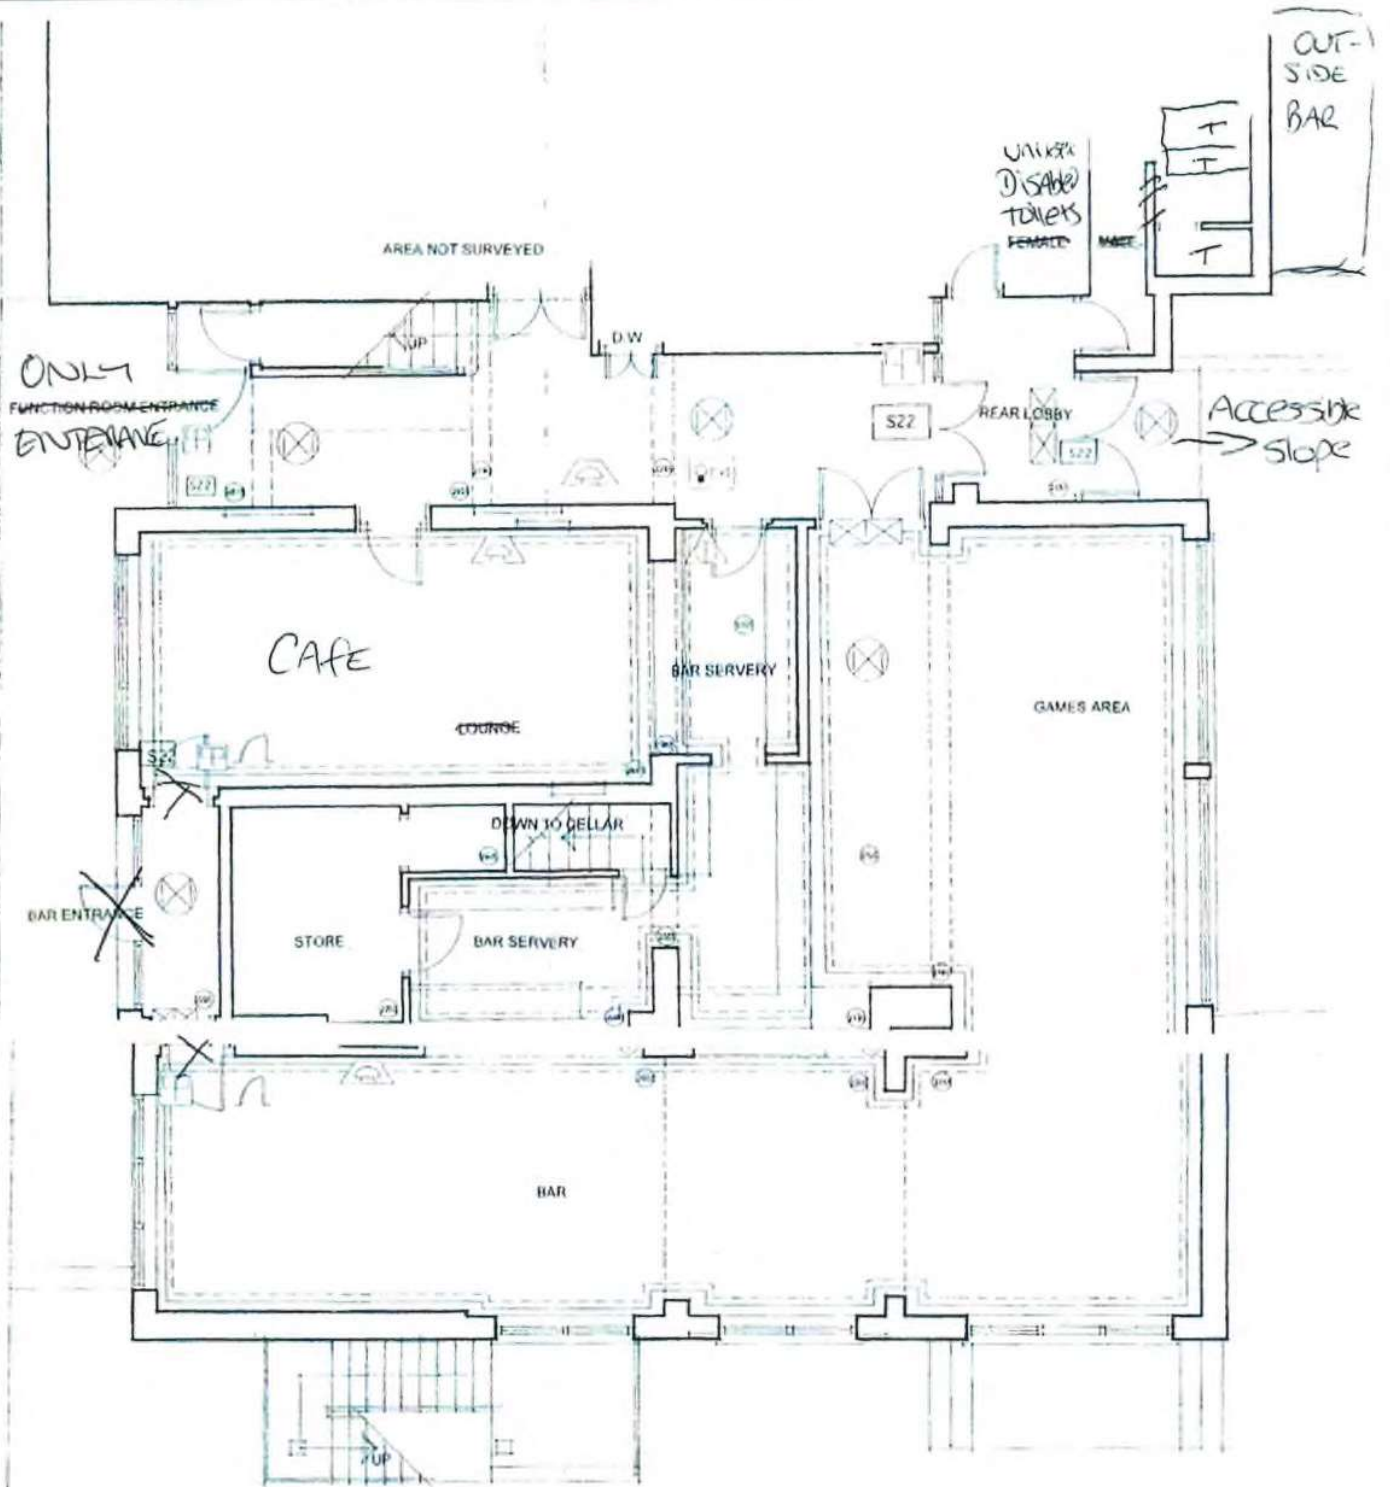 OUT-
SIDE
BAR
T
I
Unisex
Disabled
Toilets
FEMALE
MALE
T
AREA NOT SURVEYED
UP
D.W
ONLY
FUNCTION ROOM ENTRANCE
ENTERANE
S22
REAR LOBBY
S22
ACCESSIBLE
Slope
S22
CAFE
BAR SERVERY
GAMES AREA
LOUNGE
S22
DOWN TO CELLAR
BAR ENTRANCE
STORE
BAR SERVERY
BAR
UP